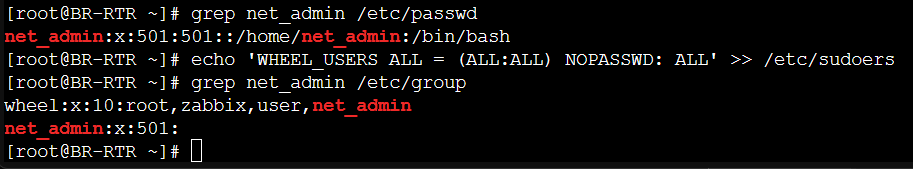 [root@BR-RTR ~]# grep net_admin /etc/passwd
net_admin:x:501:501::/home/net_admin:/bin/bash
[root@BR-RTR ~]# echo 'WHEEL_USERS ALL = (ALL:ALL) NOPASSWD: ALL' >> /etc/sudoers
[root@BR-RTR ~]# grep net_admin /etc/group
wheel:x:10:root,zabbix,user,net_admin
net_admin:x:501:
[root@BR-RTR ~]#